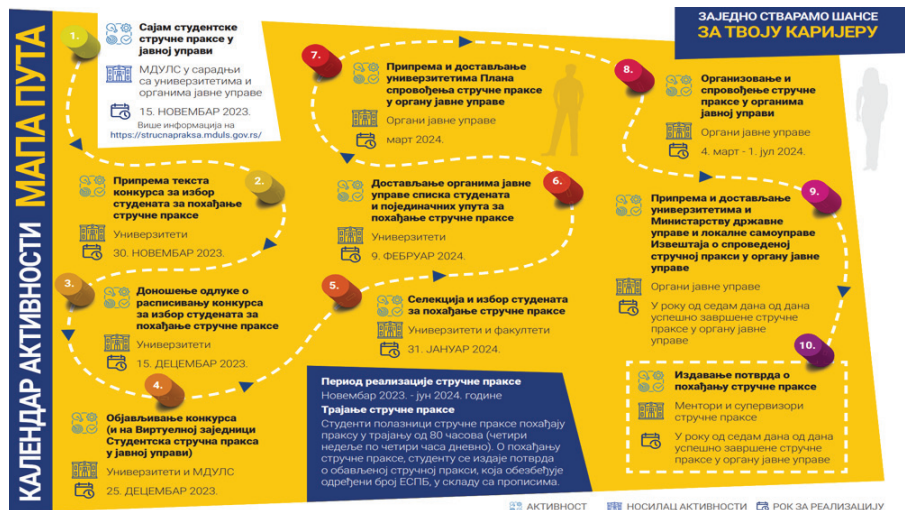 КАЛЕНДАР АКТИВНОСТИ МАПА ПУТА
ЗАЈЕДНО СТВАРАМО ШАНСЕ
ЗА ТВОЈУ КАРИЈЕРУ
1.
Сајам студентске
стручне праксе у
јавној управи
МДУЛС у сарадњи
са универзитетима и
органима јавне управе
15. НОВЕМБАР 2023.
Више информација на
https://strucnapraksa.mduls.gov.rs/
2.
Припрема текста
конкурса за избор
студената за похађање
стручне праксе
Универзитети
30. НОВЕМБАР 2023.
3.
Доношење одлуке о
расписивању конкурса
за избор студената за
похађање стручне праксе
Универзитети
15. ДЕЦЕМБАР 2023.
4.
Објављивање конкурса
(и на Виртуелној заједници
Студентска стручна пракса
у јавној управи)
Универзитети и МДУЛС
25. ДЕЦЕМБАР 2023.
5.
Селекција и избор студената
за похађање стручне праксе
Универзитети и факултети
31. ЈАНУАР 2024.
6.
Достављање органима јавне
управе списка студената
и појединачних упута за
похађање стручне праксе
Универзитети
9. ФЕБРУАР 2024.
7.
Припрема и достављање
универзитетима Плана
спровођења стручне праксе
у органу јавне управе
Органи јавне управе
март 2024.
8.
Организовање и
спровођење стручне
праксе у органима
јавној управи
Органи јавне управе
4. март - 1. јул 2024.
9.
Припрема и достављање
универзитетима и
Министарству државне
управе и локалне самоуправе
Извештаја о спроведеној
стручној пракси у органу јавне
управе
Органи јавне управе
У року од седам дана од дана
успешно завршене стручне
праксе у органу јавне
управе
10.
Издавање потврда о
похађању стручне праксе
Ментори и супервизори
стручне праксе
У року од седам дана од дана
успешно завршене стручне
праксе у органу јавне управе
Период реализације стручне праксе
Новембар 2023. - јун 2024. године
Трајање стручне праксе
Студенти полазници стручне праксе похађају
праксу у трајању од 80 часова (четири
недеље по четири часа дневно). О похађању
стручне праксе, студенту се издаје потврда
о обављеној стручној пракси, која обезбеђује
одређени број ЕСПБ, у складу са прописима.
АКТИВНОСТ НОСИЛАЦ АКТИВНОСТИ РОК ЗА РЕАЛИЗАЦИЈУ